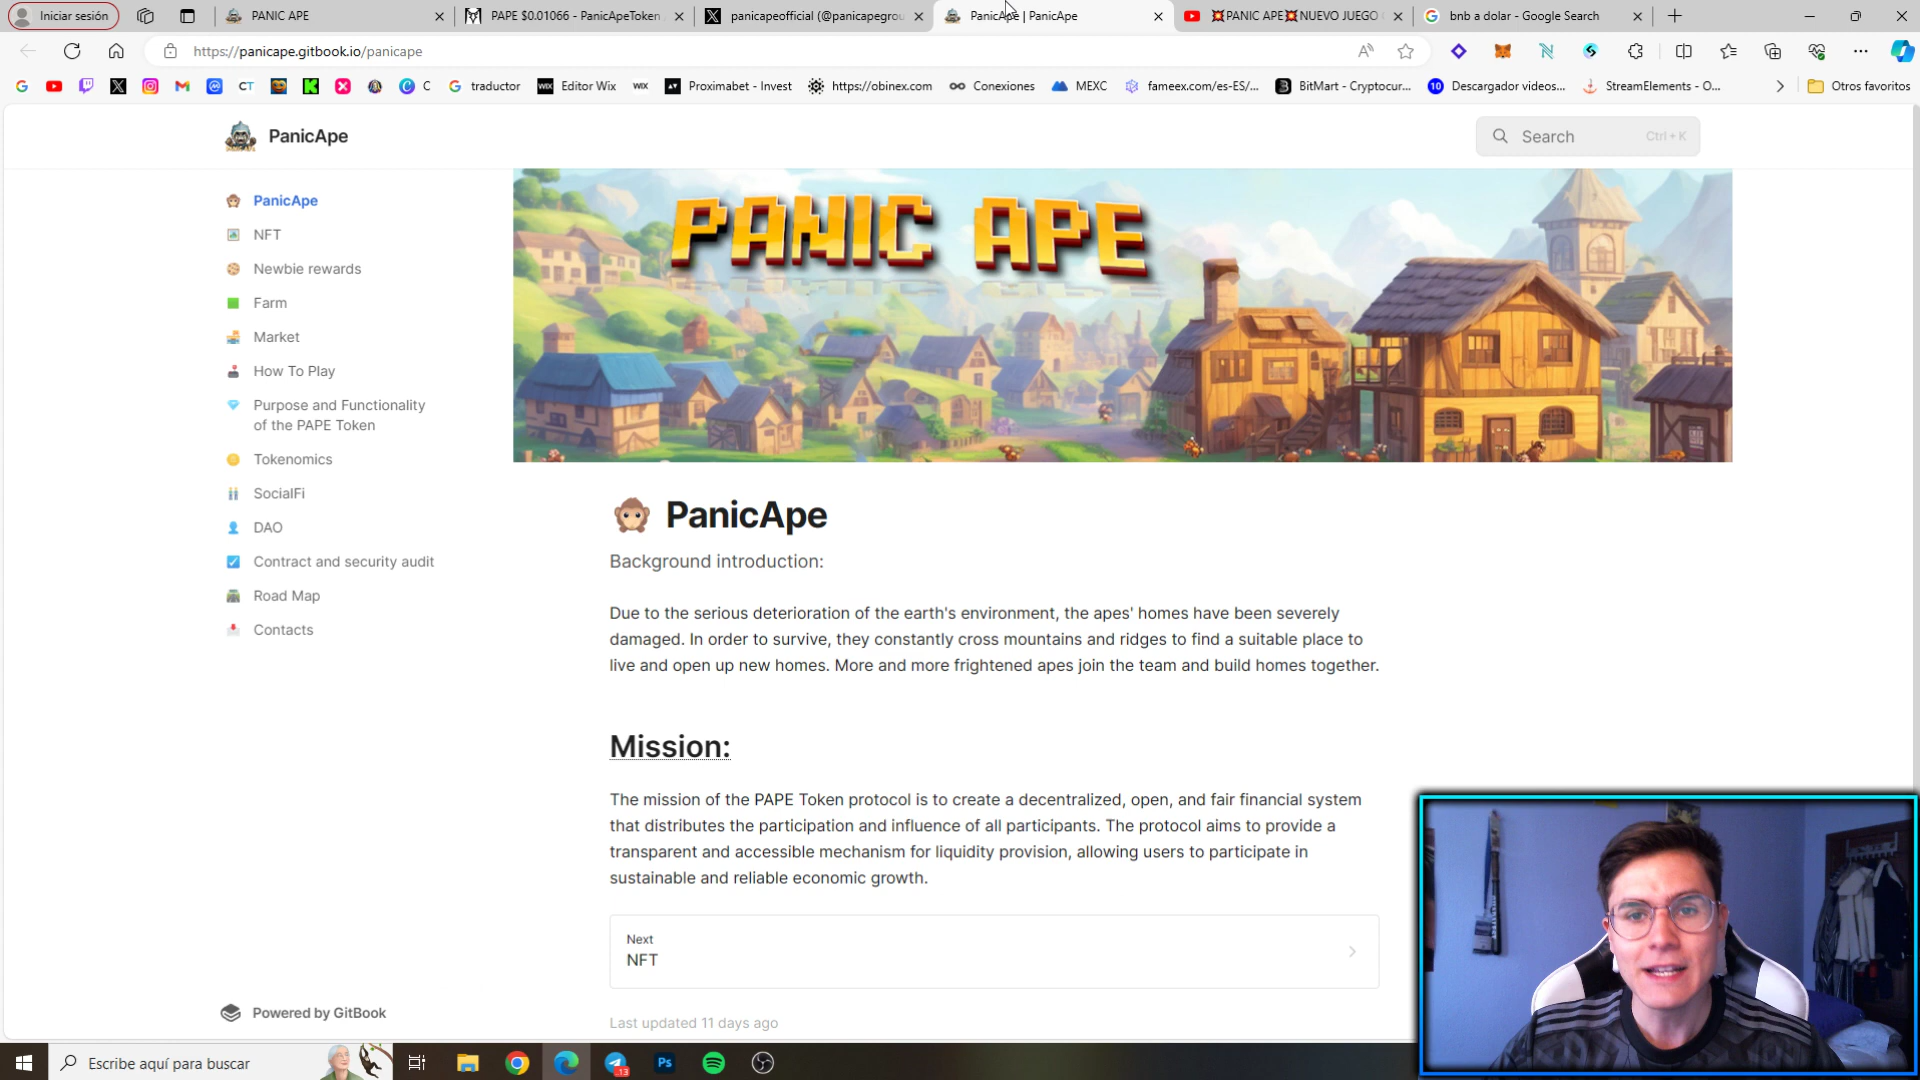 Iniciar sesión
PANIC APE
PAPE $0.01066 - PanicApeToken
panicapeofficial (@panicapegrou
PanicApe | PanicApe
💥PANIC APE💥NUEVO JUEGO
bnb a dolar - Google Search
https://panicape.gitbook.io/panicape
CT
C
traductor
WIX
Editor Wix
WIX
Proximabet - Invest
https://obinex.com
Conexiones
MEXC
fameex.com/es-ES/...
BitMart - Cryptocur...
10
Descargador videos...
StreamElements - O...
Otros favoritos
PanicApe
Search
Ctrl + K
PanicApe
NFT
Newbie rewards
Farm
Market
How To Play
Purpose and Functionality
of the PAPE Token
Tokenomics
SocialFi
DAO
Contract and security audit
Road Map
Contacts
Powered by GitBook
PANIC APE
PanicApe
Background introduction:
Due to the serious deterioration of the earth's environment, the apes' homes have been severely
damaged. In order to survive, they constantly cross mountains and ridges to find a suitable place to
live and open up new homes. More and more frightened apes join the team and build homes together.
Mission:
The mission of the PAPE Token protocol is to create a decentralized, open, and fair financial system
that distributes the participation and influence of all participants. The protocol aims to provide a
transparent and accessible mechanism for liquidity provision, allowing users to participate in
sustainable and reliable economic growth.
Next
NFT
Last updated 11 days ago
Escribe aquí para buscar
13
Ps